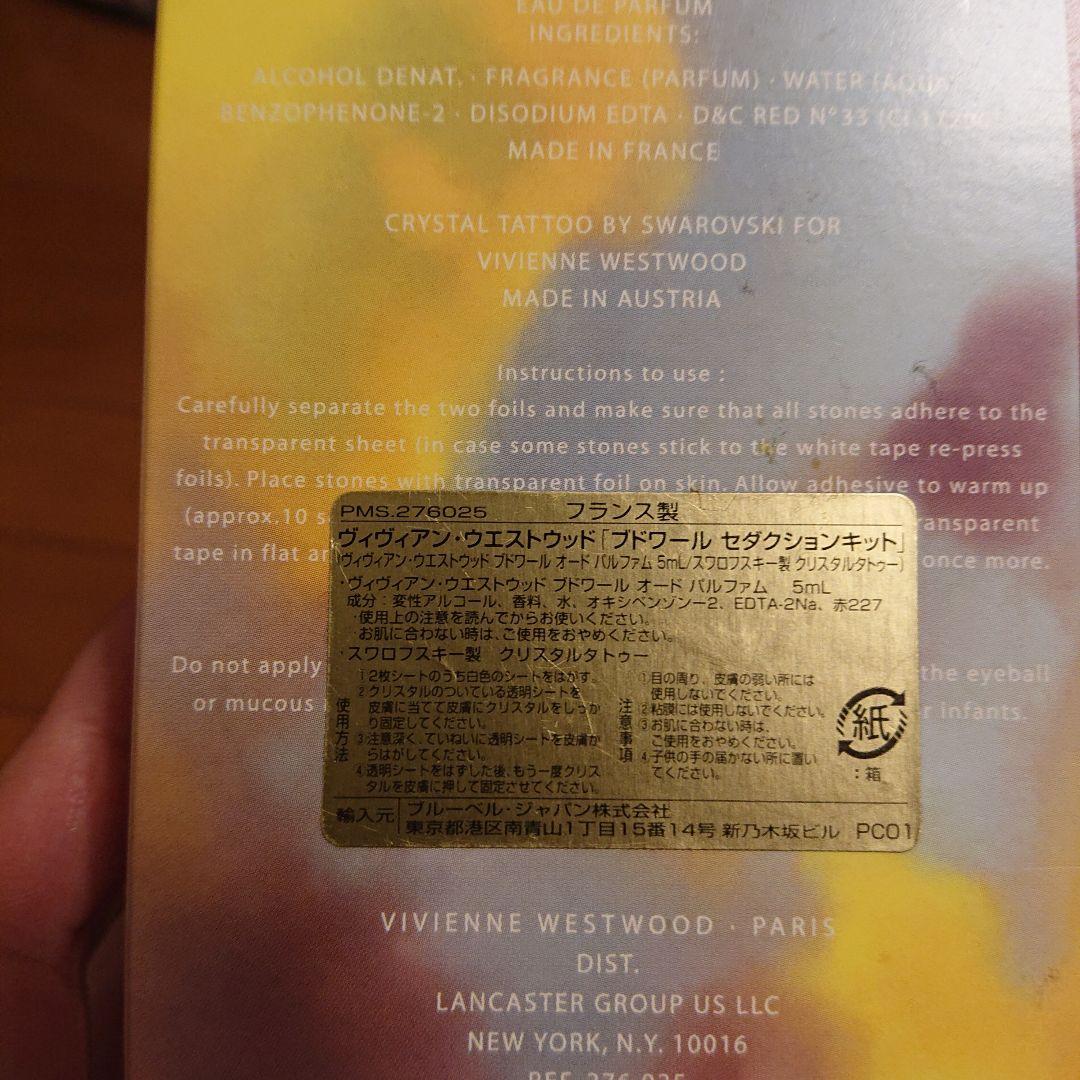 EAU DE PARFUM
INGREDIENTS:
ALCOHOL DENAT. · FRAGRANCE (PARFUM) · WATER (AQUA)
BENZOPHENONE-2 · DISODIUM EDTA · D&C RED N°33 (CI 17200)
MADE IN FRANCE
CRYSTAL TATTOO BY SWAROVSKI FOR
VIVIENNE WESTWOOD
MADE IN AUSTRIA
Instructions to use :
Carefully separate the two foils and make sure that all stones adhere to the
transparent sheet (in case some stones stick to the white tape re-press
foils). Place stones with transparent foil on skin. Allow adhesive to warm up
(approx.10 transparent
tape in flat once more.
Do not apply the eyeball
or mucous infants.
PMS.276025 フランス製
ヴィヴィアン・ウエストウッド「ブドワール セダクションキット」
(ヴィヴィアン・ウエストウッド ブドワール オード パルファム 5mL/スワロフスキー製 クリスタルタトゥー)
・ヴィヴィアン・ウエストウッド ブドワール オード パルファム 5mL
成分：変性アルコール、香料、水、オキシベンゾン-2、EDTA-2Na、赤227
・使用上の注意を読んでからお使いください。
・お肌に合わない時は、ご使用をおやめください。
・スワロフスキー製 クリスタルタトゥー
使用方法
1 2枚シートのうち白色のシートをはがす。
2 クリスタルのついている透明シートを
皮膚に当てて皮膚にクリスタルをしっか
り固定してください。
3 注意深く、ていねいに透明シートを皮膚か
らはがしてください。
4 透明シートをはずした後、もう一度クリス
タルを皮膚に押して固定させてください。
注意事項
1 目の周り、皮膚の弱い所には
使用しないでください。
2 粘膜には使用しないでください。
3 お肌に合わない時は、
ご使用をおやめください。
4 子供の手の届かない所に置い
てください。
紙
：箱
輸入元 ブルーベル・ジャパン株式会社
東京都港区南青山1丁目15番14号 新乃木坂ビル PC01
VIVIENNE WESTWOOD · PARIS
DIST.
LANCASTER GROUP US LLC
NEW YORK, N.Y. 10016
REF. 276 025